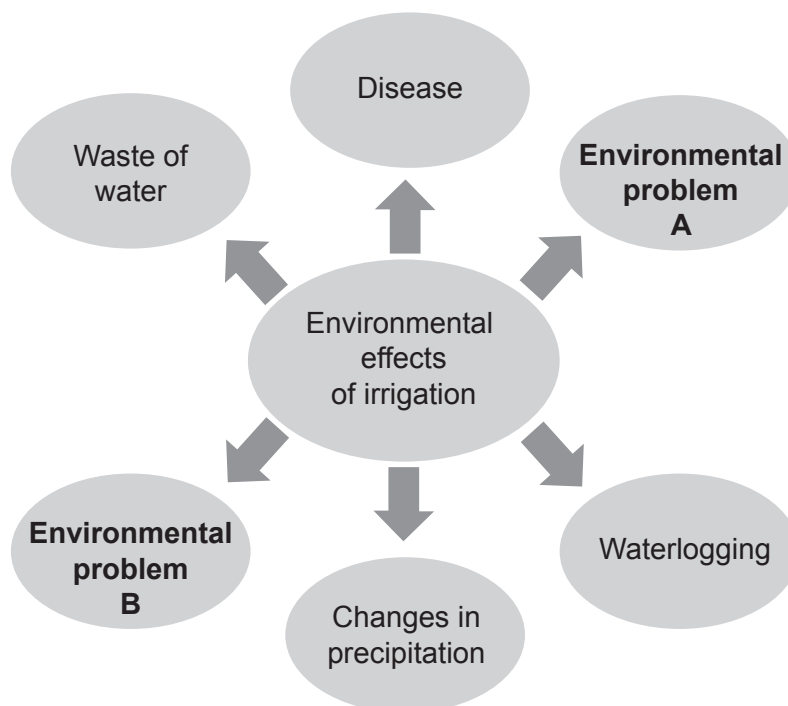 Disease
Waste of
water
Environmental
problem
A
Environmental
effects
of irrigation
Environmental
problem
B
Waterlogging
Changes in
precipitation